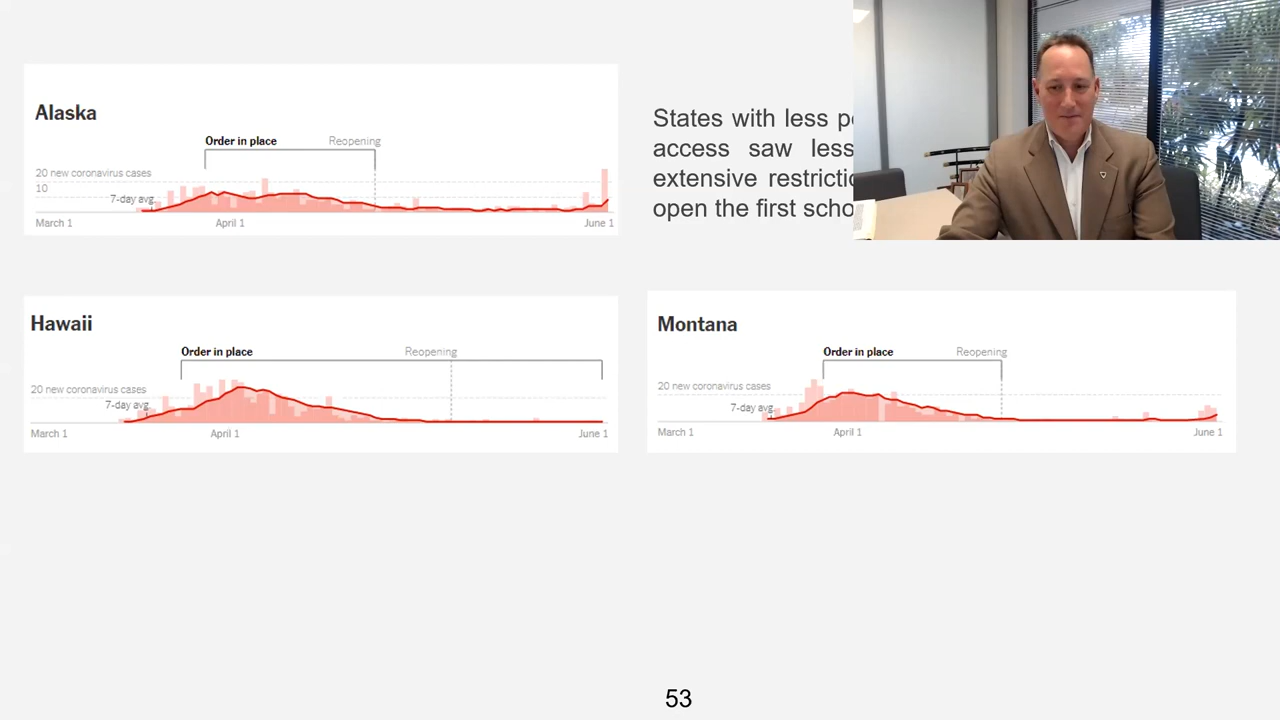 Alaska
Order in place
Reopening
20 new coronavirus cases
10
7-day avg.
March 1
April 1
June 1
States with less
access saw less
extensive
open the first
Hawaii
Order in place
Reopening
20 new coronavirus cases
7-day avg.
March 1
April 1
June 1
Montana
Order in place
Reopening
20 new coronavirus cases
7-day avg.
March 1
April 1
June 1
53